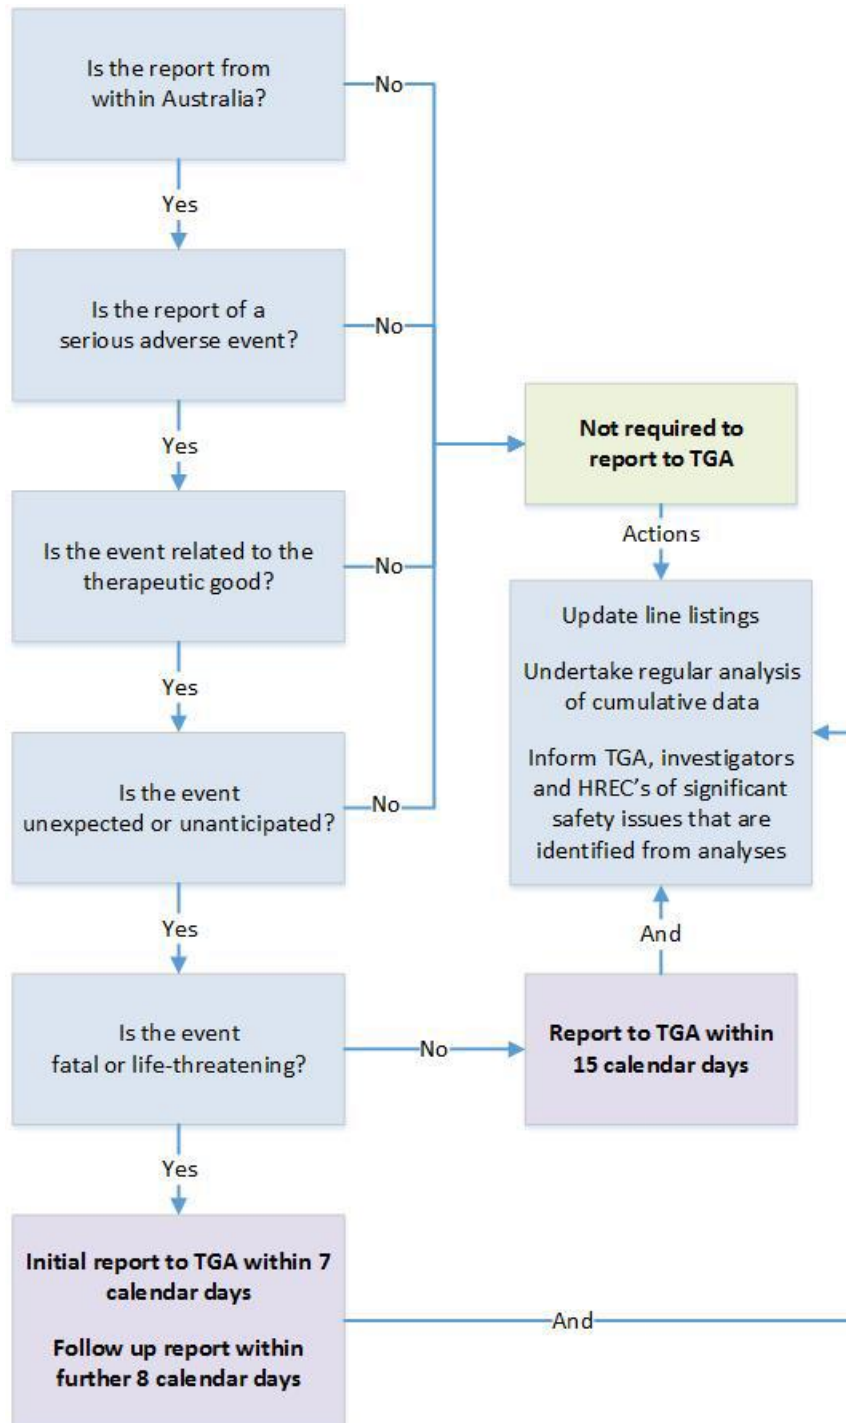 Is the report from
within Australia?
No
Yes
Is the report of a
serious adverse event?
No
Yes
Not required to
report to TGA
Actions
Is the event related to the
therapeutic good?
No
Yes
Update line listings
Undertake regular analysis
of cumulative data
Inform TGA, investigators
and HREC's of significant
safety issues that are
identified from analyses
Is the event
unexpected or unanticipated?
No
Yes
And
Is the event
fatal or life-threatening?
No
Report to TGA within
15 calendar days
Yes
Initial report to TGA within 7
calendar days
Follow up report within
further 8 calendar days
And